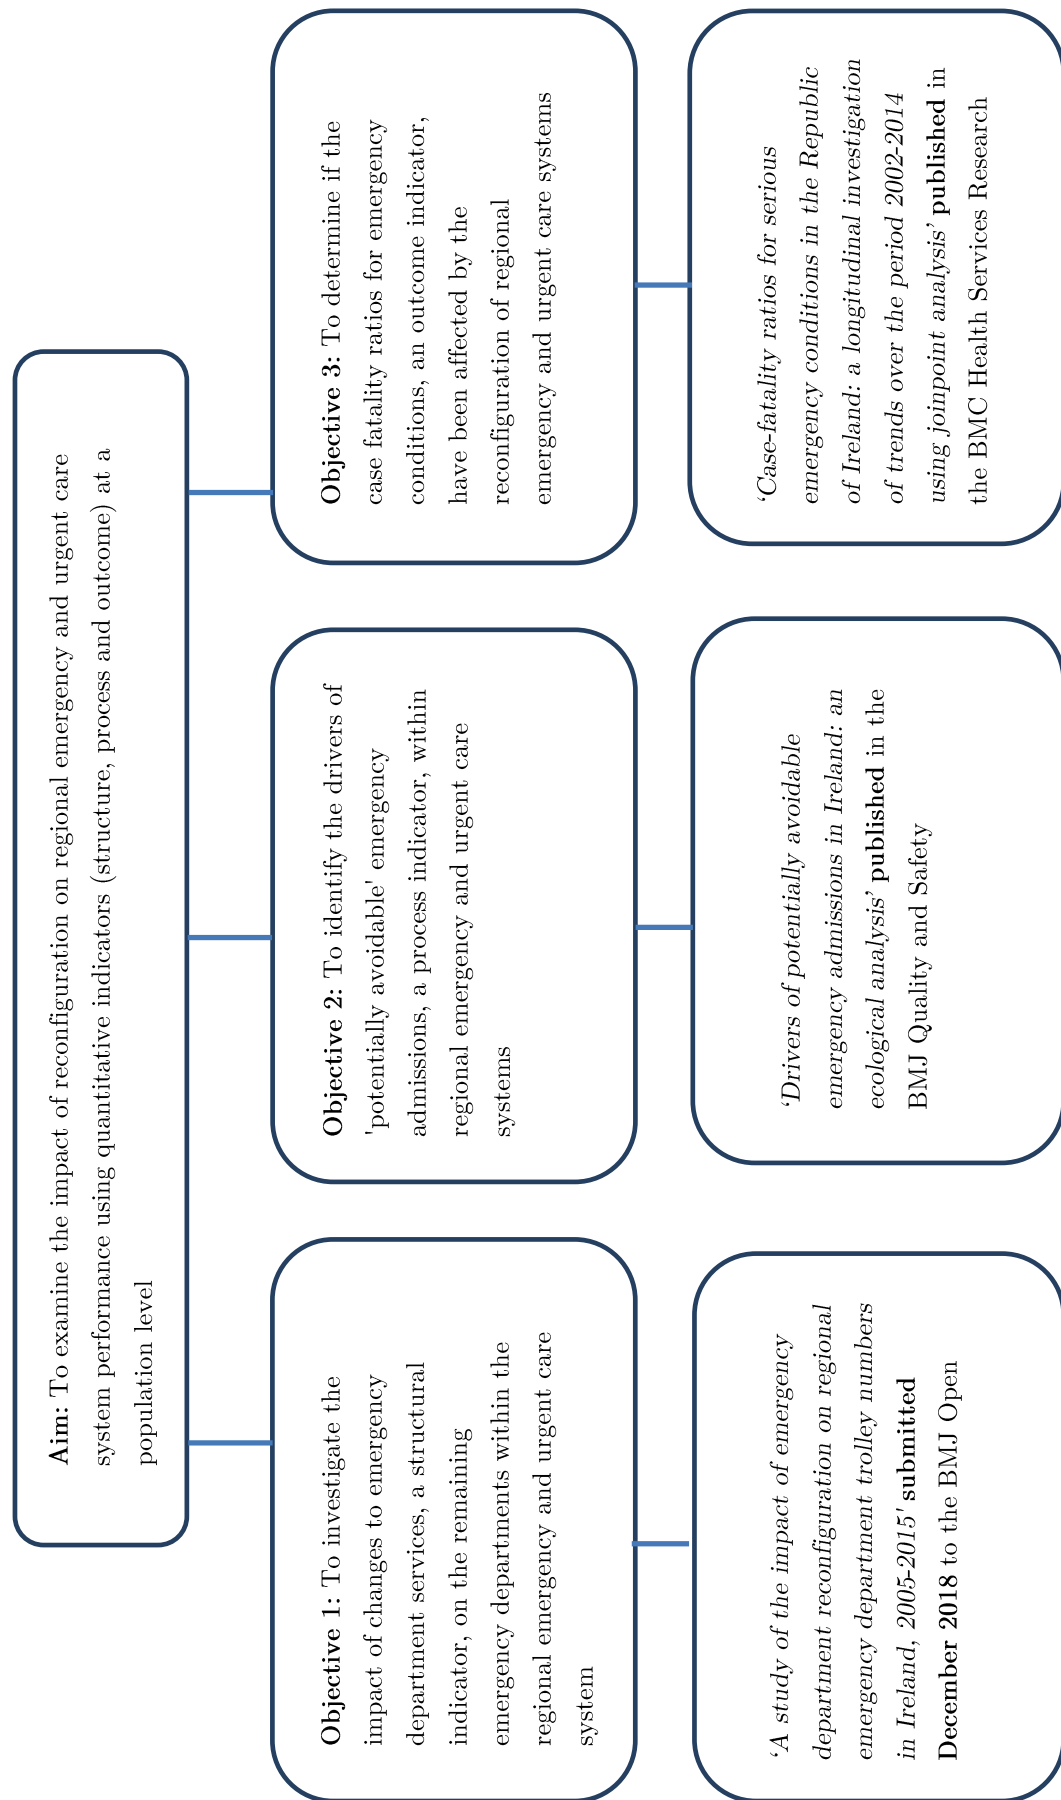 Aim: To examine the impact of reconfiguration on regional emergency and urgent care
system performance using quantitative indicators (structure, process and outcome) at a
population level
Objective 1: To investigate the
impact of changes to emergency
department services, a structural
indicator, on the remaining
emergency departments within the
regional emergency and urgent care
system
Objective 2: To identify the drivers of
'potentially avoidable' emergency
admissions, a process indicator, within
regional emergency and urgent care
systems
Objective 3: To determine if the
case fatality ratios for emergency
conditions, an outcome indicator,
have been affected by the
reconfiguration of regional
emergency and urgent care systems
‘A study of the impact of emergency
department reconfiguration on regional
emergency department trolley numbers
in Ireland, 2005-2015' submitted
December 2018 to the BMJ Open
‘Drivers of potentially avoidable
emergency admissions in Ireland: an
ecological analysis’ published in the
BMJ Quality and Safety
‘Case-fatality ratios for serious
emergency conditions in the Republic
of Ireland: a longitudinal investigation
of trends over the period 2002-2014
using joinpoint analysis’ published in
the BMC Health Services Research